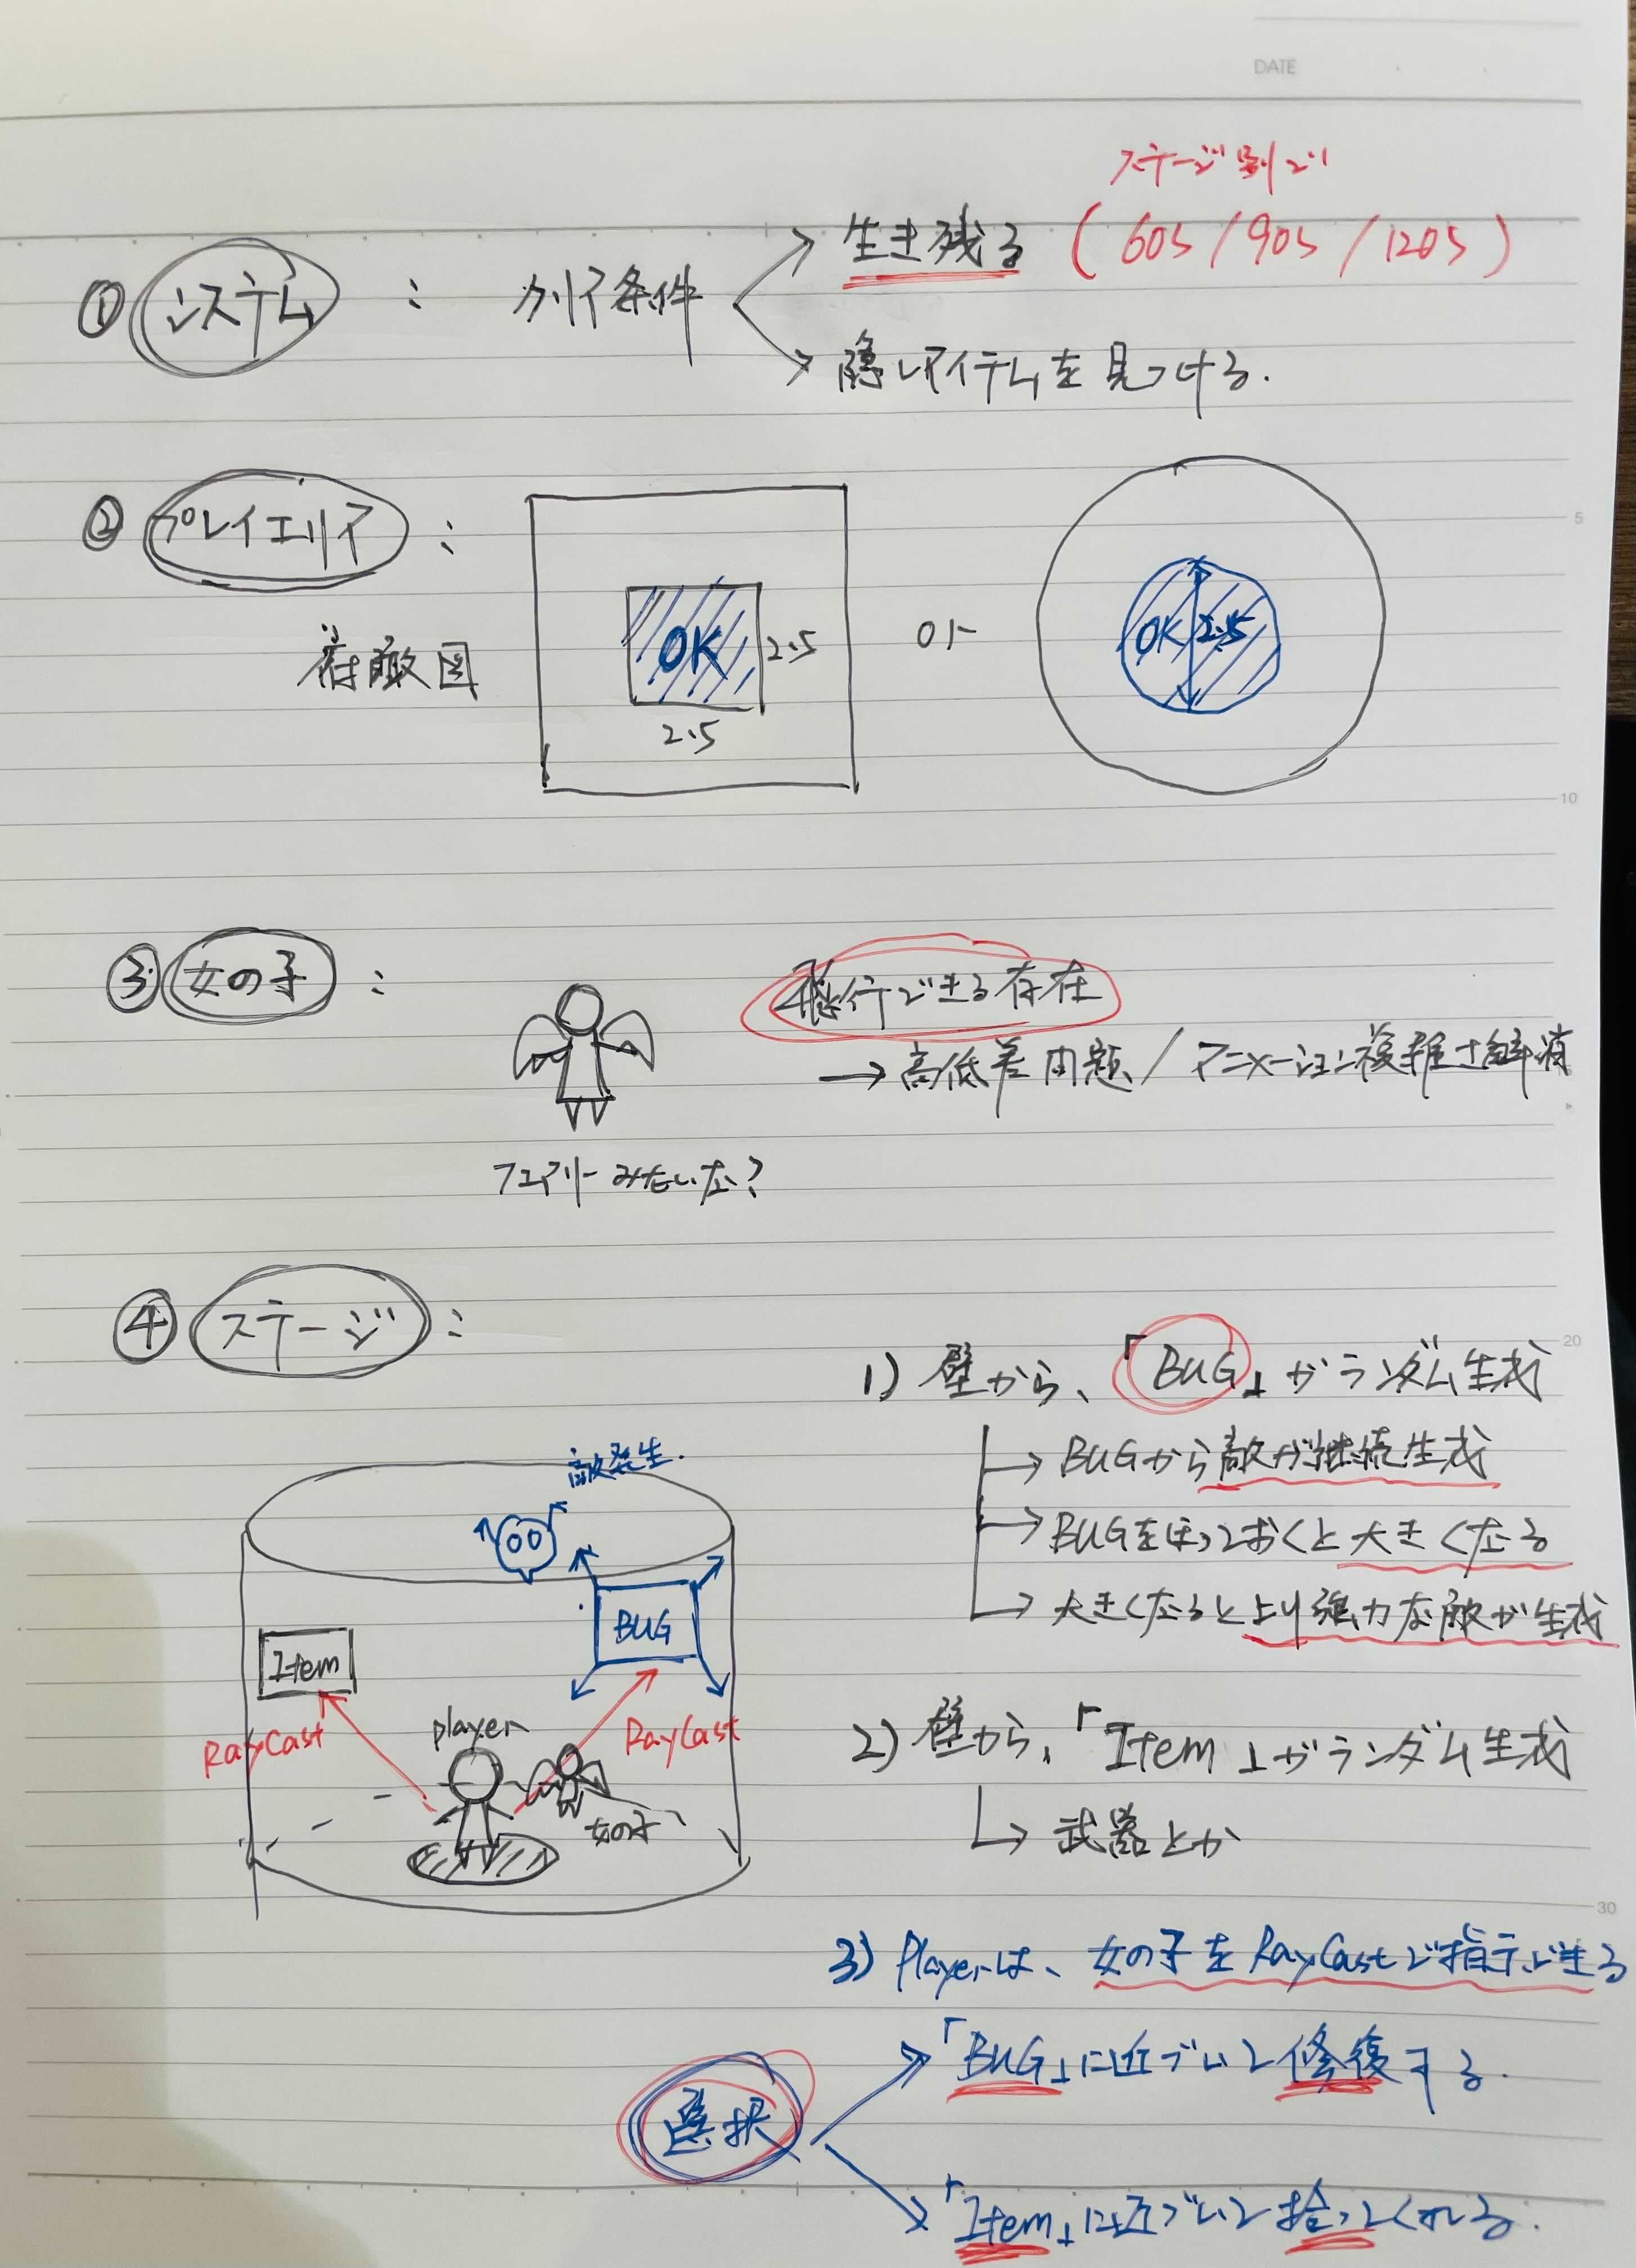 DATE
ステージ別で
① システム : クリア条件
生き残る (60s/90s/120s)
隠しアイテムを見つける.
② プレイエリア :
俯瞰図
OK 2.5
2.5
or
OK 2.5
5
10
③ 女の子 :
飛行できる存在
→ 高低差問題/アニメーション複雑さ解消
フェアリーみたいな?
④ ステージ :
20
1) 壁から、「BUG」がランダム生成
→ BUGから敵が継続生成
→ BUGをほっておくと大きくなる
→ 大きくなるとより強力な敵が生成
敵発生.
BUG
Item
RayCast
player
RayCast
女の子
2) 壁から、「Item」がランダム生成
→ 武器とか
30
3) Playerは、女の子をRayCastで指示できる
選択
「BUG」に近づいて修復する.
「Item」に近づいて拾ってくれる.